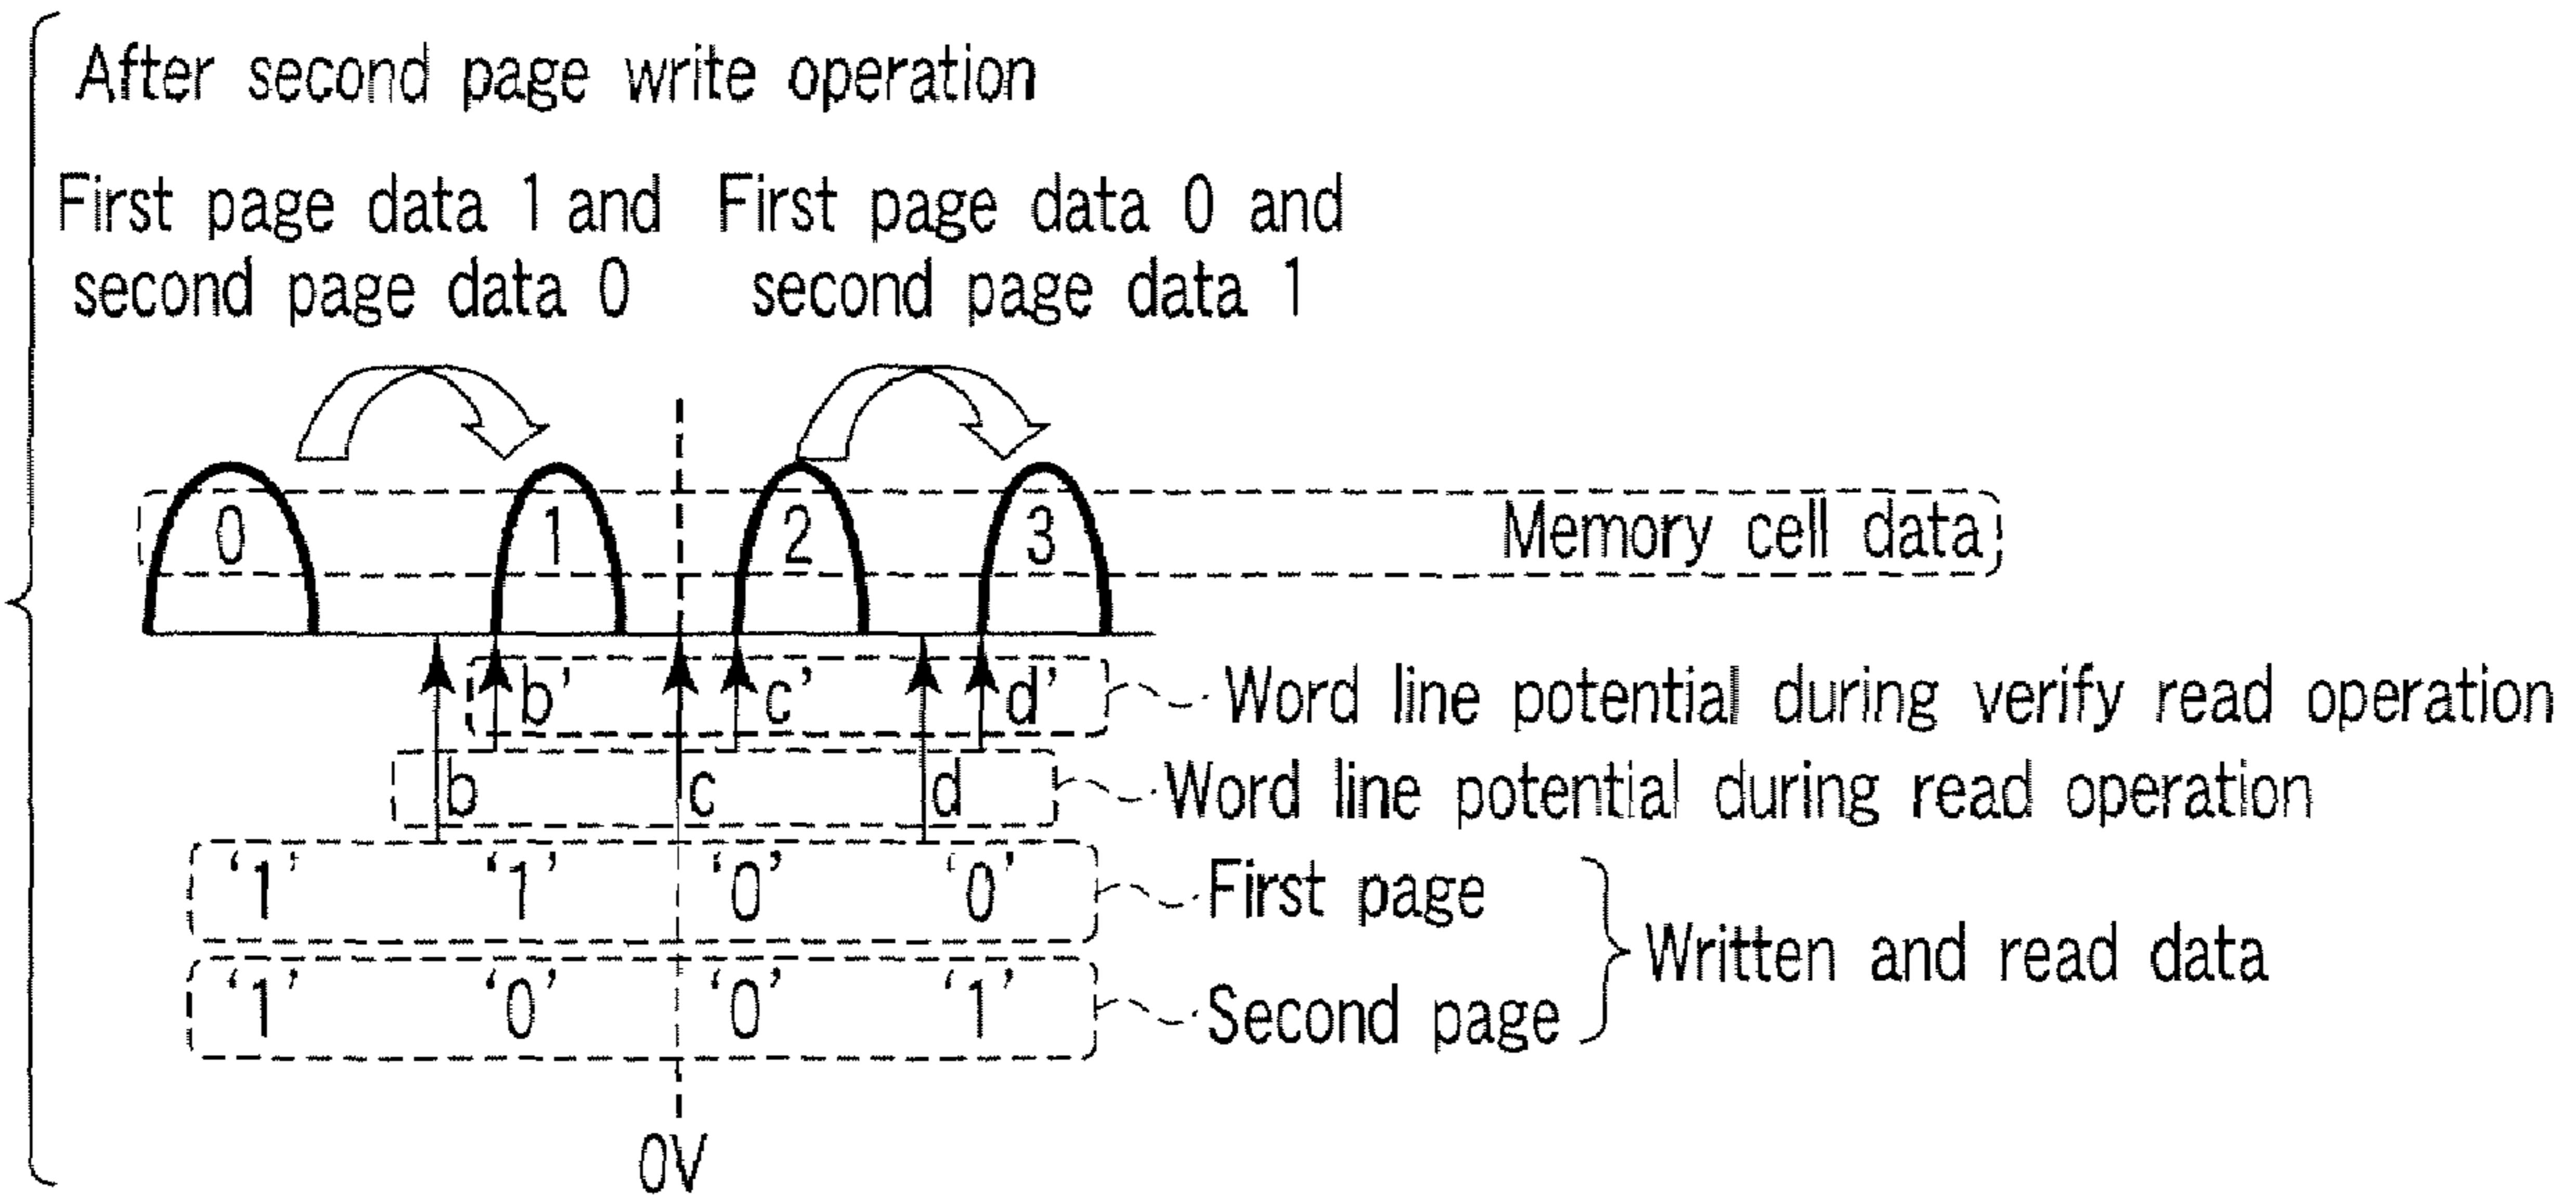 After second page write operation
First page data 1 and
second page data 0
First page data 0 and
second page data 1
0 1 2 3 Memory cell data
b' c' d' Word line potential during verify read operation
b c d Word line potential during read operation
'1' '1' '0' '0' First page
Written and read data
'1' '0' '0' '1' Second page
0V